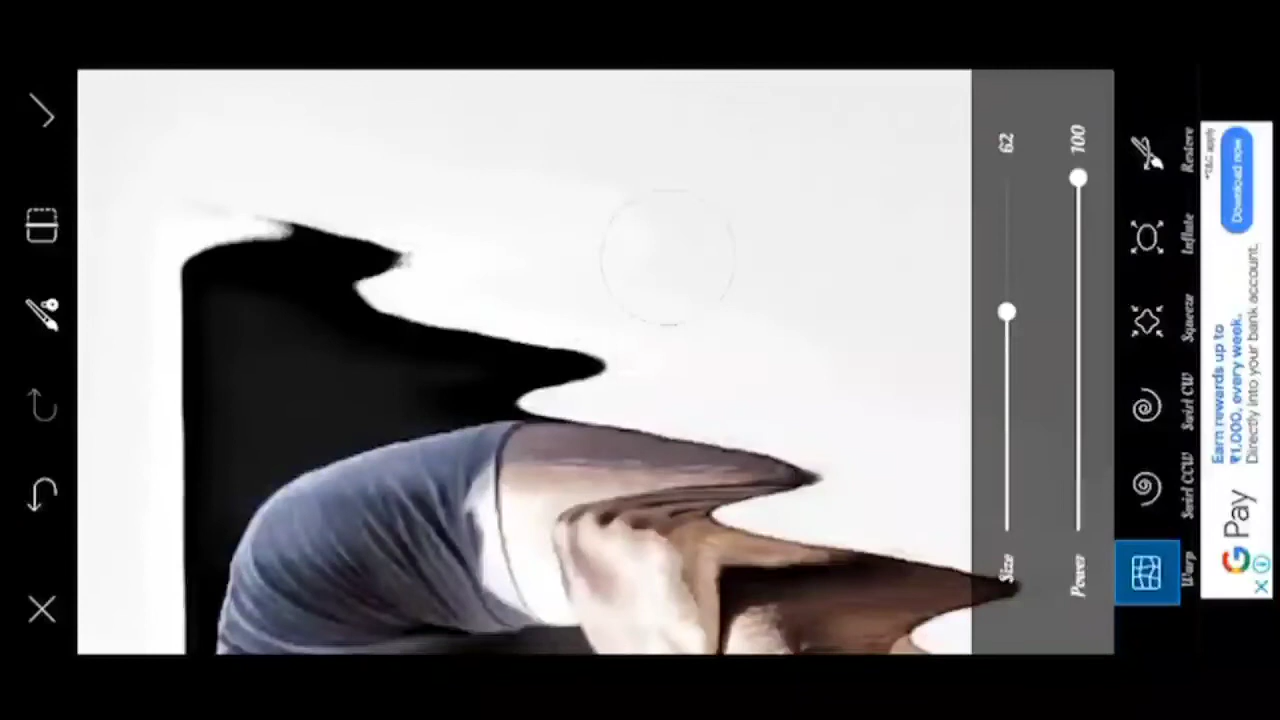 62
Size
100
Power
Restore
Inflate
Squeeze
Swirl CW
Swirl CCW
Warp
G Pay
Earn rewards up to
₹1,000, every week.
Directly into your bank account.
Download now
*T&C apply